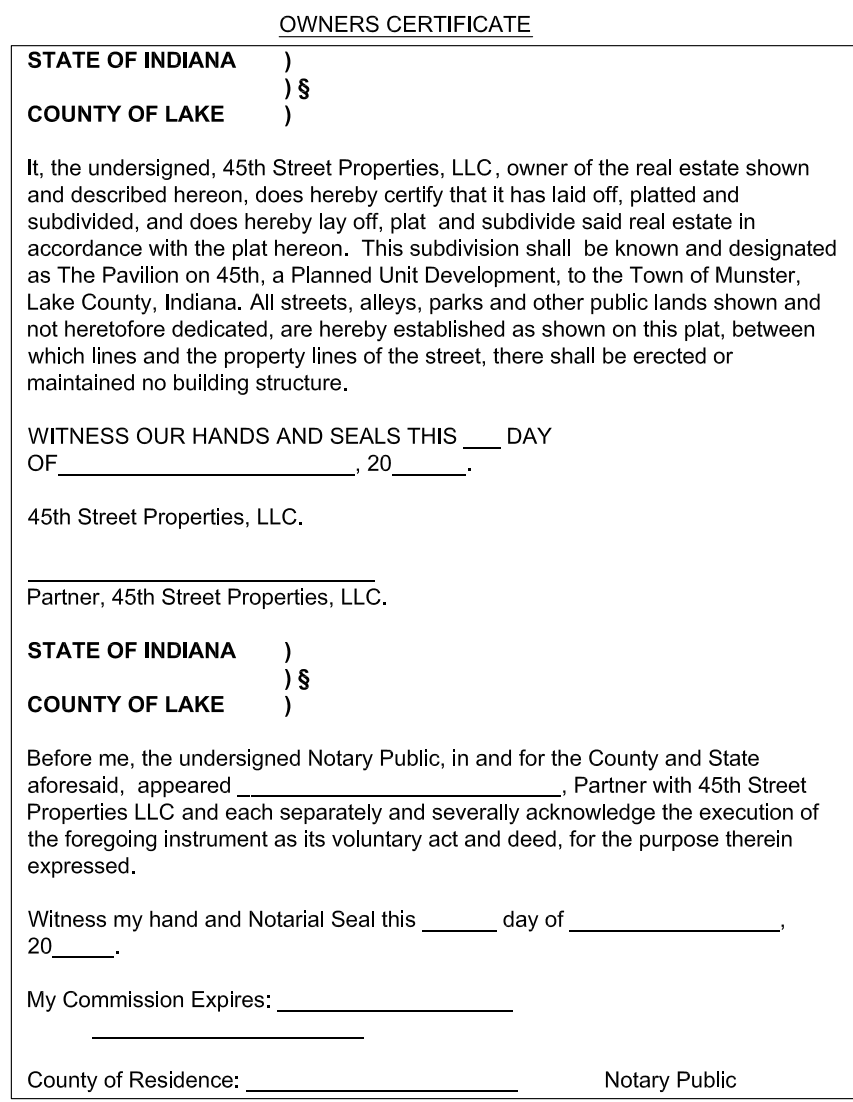 OWNERS CERTIFICATE
STATE OF INDIANA )
) §
COUNTY OF LAKE )
It, the undersigned, 45th Street Properties, LLC, owner of the real estate shown
and described hereon, does hereby certify that it has laid off, platted and
subdivided, and does hereby lay off, plat and subdivide said real estate in
accordance with the plat hereon. This subdivision shall be known and designated
as The Pavilion on 45th, a Planned Unit Development, to the Town of Munster,
Lake County, Indiana. All streets, alleys, parks and other public lands shown and
not heretofore dedicated, are hereby established as shown on this plat, between
which lines and the property lines of the street, there shall be erected or
maintained no building structure.
WITNESS OUR HANDS AND SEALS THIS ___ DAY
OF________________________, 20______.
45th Street Properties, LLC.
____________________________
Partner, 45th Street Properties, LLC.
STATE OF INDIANA )
) §
COUNTY OF LAKE )
Before me, the undersigned Notary Public, in and for the County and State
aforesaid, appeared __________________________, Partner with 45th Street
Properties LLC and each separately and severally acknowledge the execution of
the foregoing instrument as its voluntary act and deed, for the purpose therein
expressed.
Witness my hand and Notarial Seal this ______ day of _________________,
20_____.
My Commission Expires: ___________________
______________________
County of Residence: ______________________ Notary Public